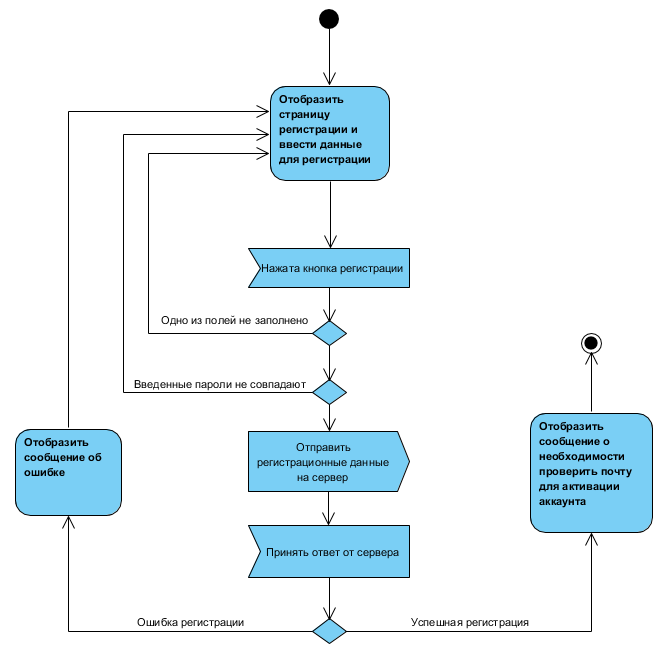 Отобразить
страницу
регистрации и
ввести данные
для регистрации
Нажата кнопка регистрации
Одно из полей не заполнено
Введенные пароли не совпадают
Отобразить
сообщение об
ошибке
Отправить
регистрационные данные
на сервер
Отобразить
сообщение о
необходимости
проверить почту
для активации
аккаунта
Принять ответ от сервера
Ошибка регистрации
Успешная регистрация